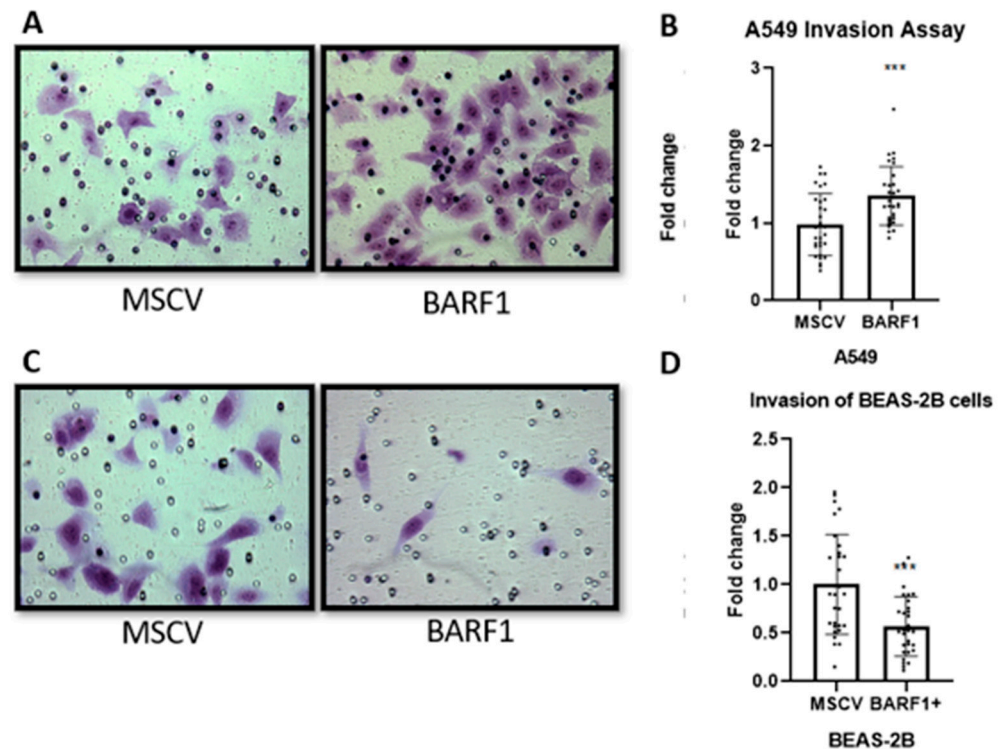 A
MSCV
BARF1
B
A549 Invasion Assay
***
Fold change
Fold change
3
2
1
0
MSCV BARF1
A549
C
MSCV
BARF1
D
Invasion of BEAS-2B cells
***
Fold change
2.5
2.0
1.5
1.0
0.5
0.0
MSCV BARF1+
BEAS-2B